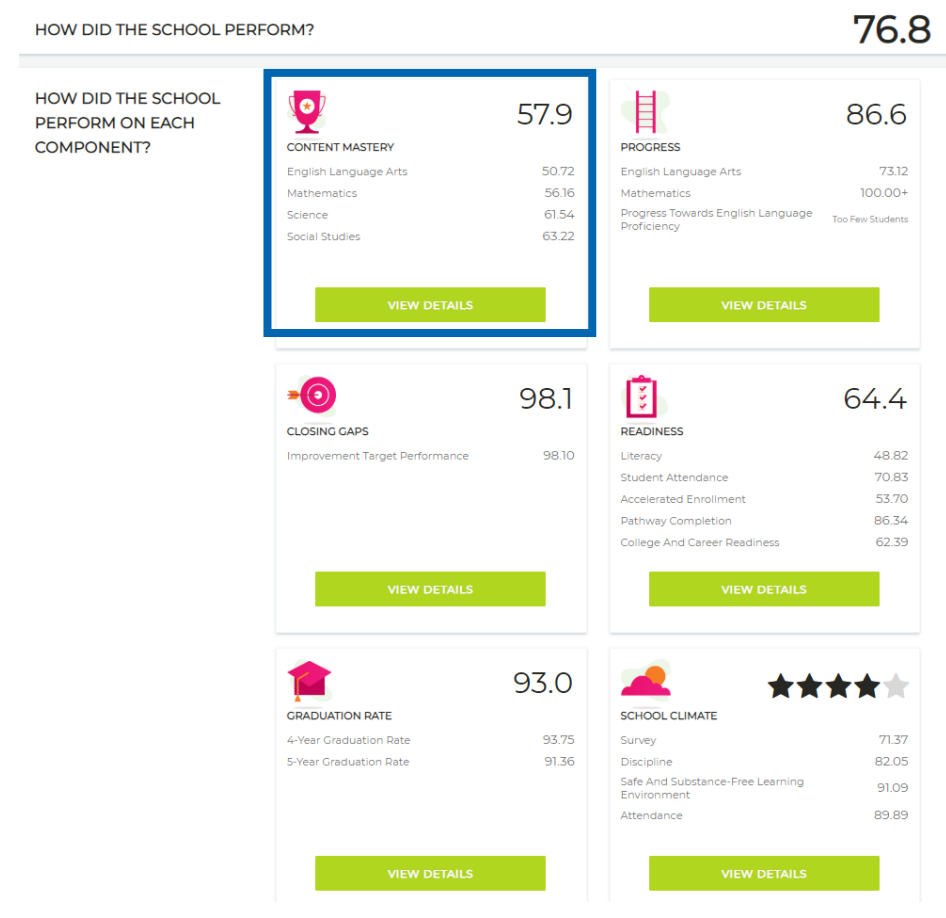 HOW DID THE SCHOOL PERFORM?
76.8
HOW DID THE SCHOOL
PERFORM ON EACH
COMPONENT?
57.9
CONTENT MASTERY
English Language Arts 50.72
Mathematics 56.16
Science 61.54
Social Studies 63.22
VIEW DETAILS
86.6
PROGRESS
English Language Arts 73.12
Mathematics 100.00+
Progress Towards English Language
Proficiency
Too Few Students
VIEW DETAILS
98.1
CLOSING GAPS
Improvement Target Performance 98.10
VIEW DETAILS
64.4
READINESS
Literacy 48.82
Student Attendance 70.83
Accelerated Enrollment 53.70
Pathway Completion 86.34
College And Career Readiness 62.39
VIEW DETAILS
93.0
GRADUATION RATE
4-Year Graduation Rate 93.75
5-Year Graduation Rate 91.36
VIEW DETAILS
SCHOOL CLIMATE
Survey 71.37
Discipline 82.05
Safe And Substance-Free Learning
Environment
91.09
Attendance 89.89
VIEW DETAILS